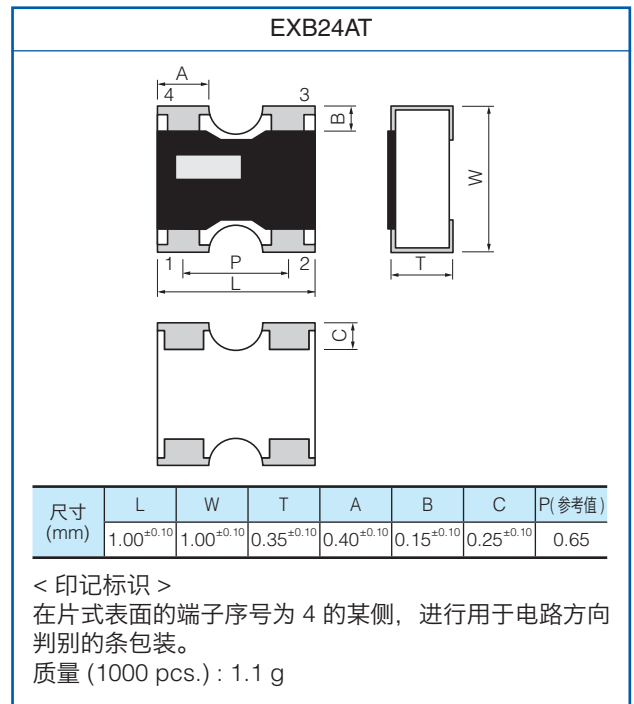 EXB24AT
A
4 3
B
W
1 P 2
L
T
C
尺寸 (mm) L W T A B C P(参考值)
1.00±0.10 1.00±0.10 0.35±0.10 0.40±0.10 0.15±0.10 0.25±0.10 0.65
< 印记标识 >
在片式表面的端子序号为 4 的某侧，进行用于电路方向
判别的条包装。
质量 (1000 pcs.) : 1.1 g